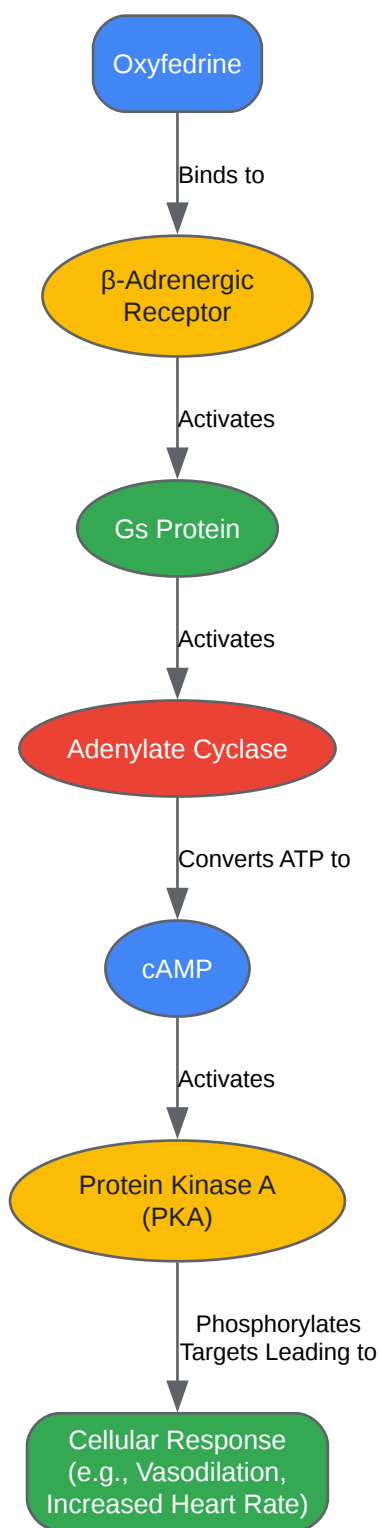 Oxyfedrine
Binds to
β-Adrenergic
Receptor
Activates
Gs Protein
Activates
Adenylate Cyclase
Converts ATP to
cAMP
Activates
Protein Kinase A
(PKA)
Phosphorylates
Targets Leading to
Cellular Response
(e.g., Vasodilation,
Increased Heart Rate)